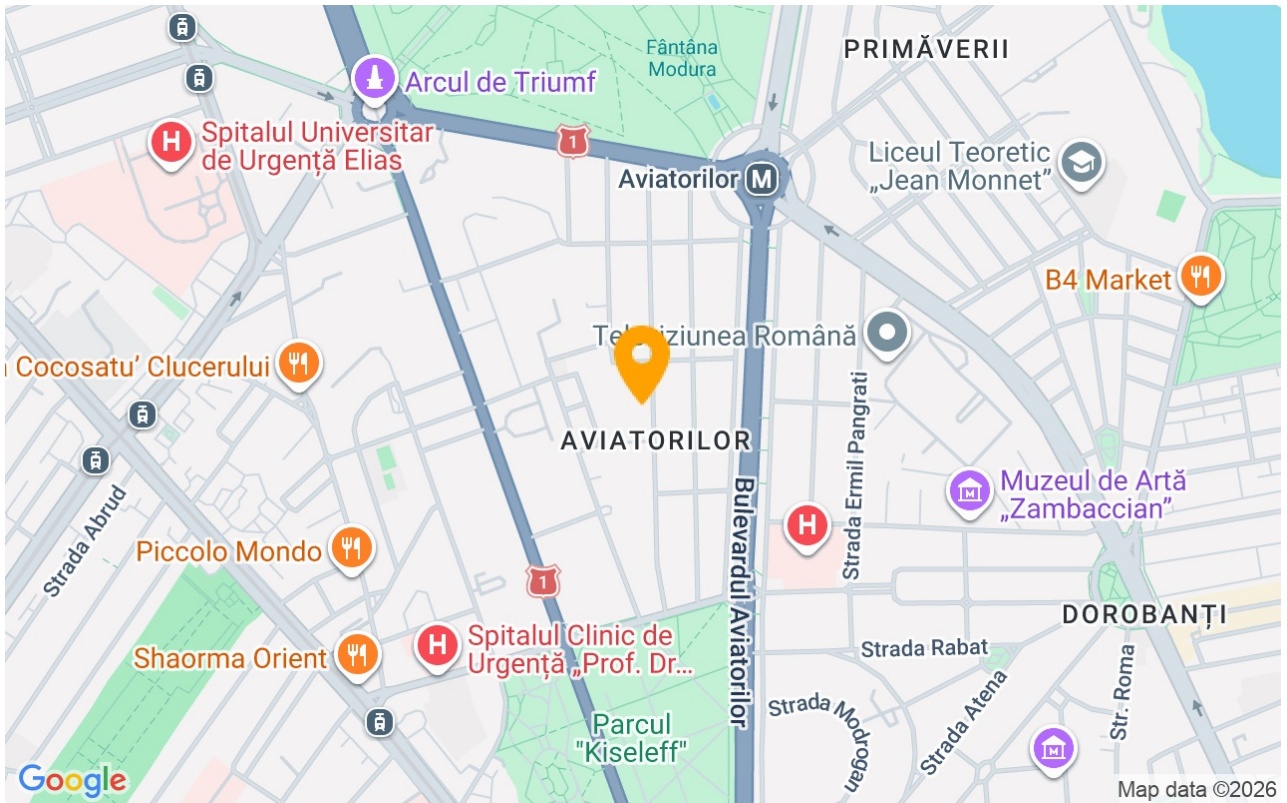 Fântâna
Modura
PRIMĂVERII
Arcul de Triumf
Spitalul Universitar
de Urgență Elias
1
Aviatorilor
M
Liceul Teoretic
„Jean Monnet”
B4 Market
Cocosatu’ Clucerului
Televiziunea Română
AVIATORILOR
Strada Ermil Pangrati
Muzeul de Artă
„Zambaccian”
Bulevardul Aviatorilor
Strada Abrud
Piccolo Mondo
H
H
H
1
DOROBANȚI
Spitalul Clinic de
Urgență „Prof. Dr...
Shaorma Orient
Strada Rabat
Strada Atena
Str. Roma
Strada Modrogan
Parcul
"Kiseleff"
Google
Map data ©2026